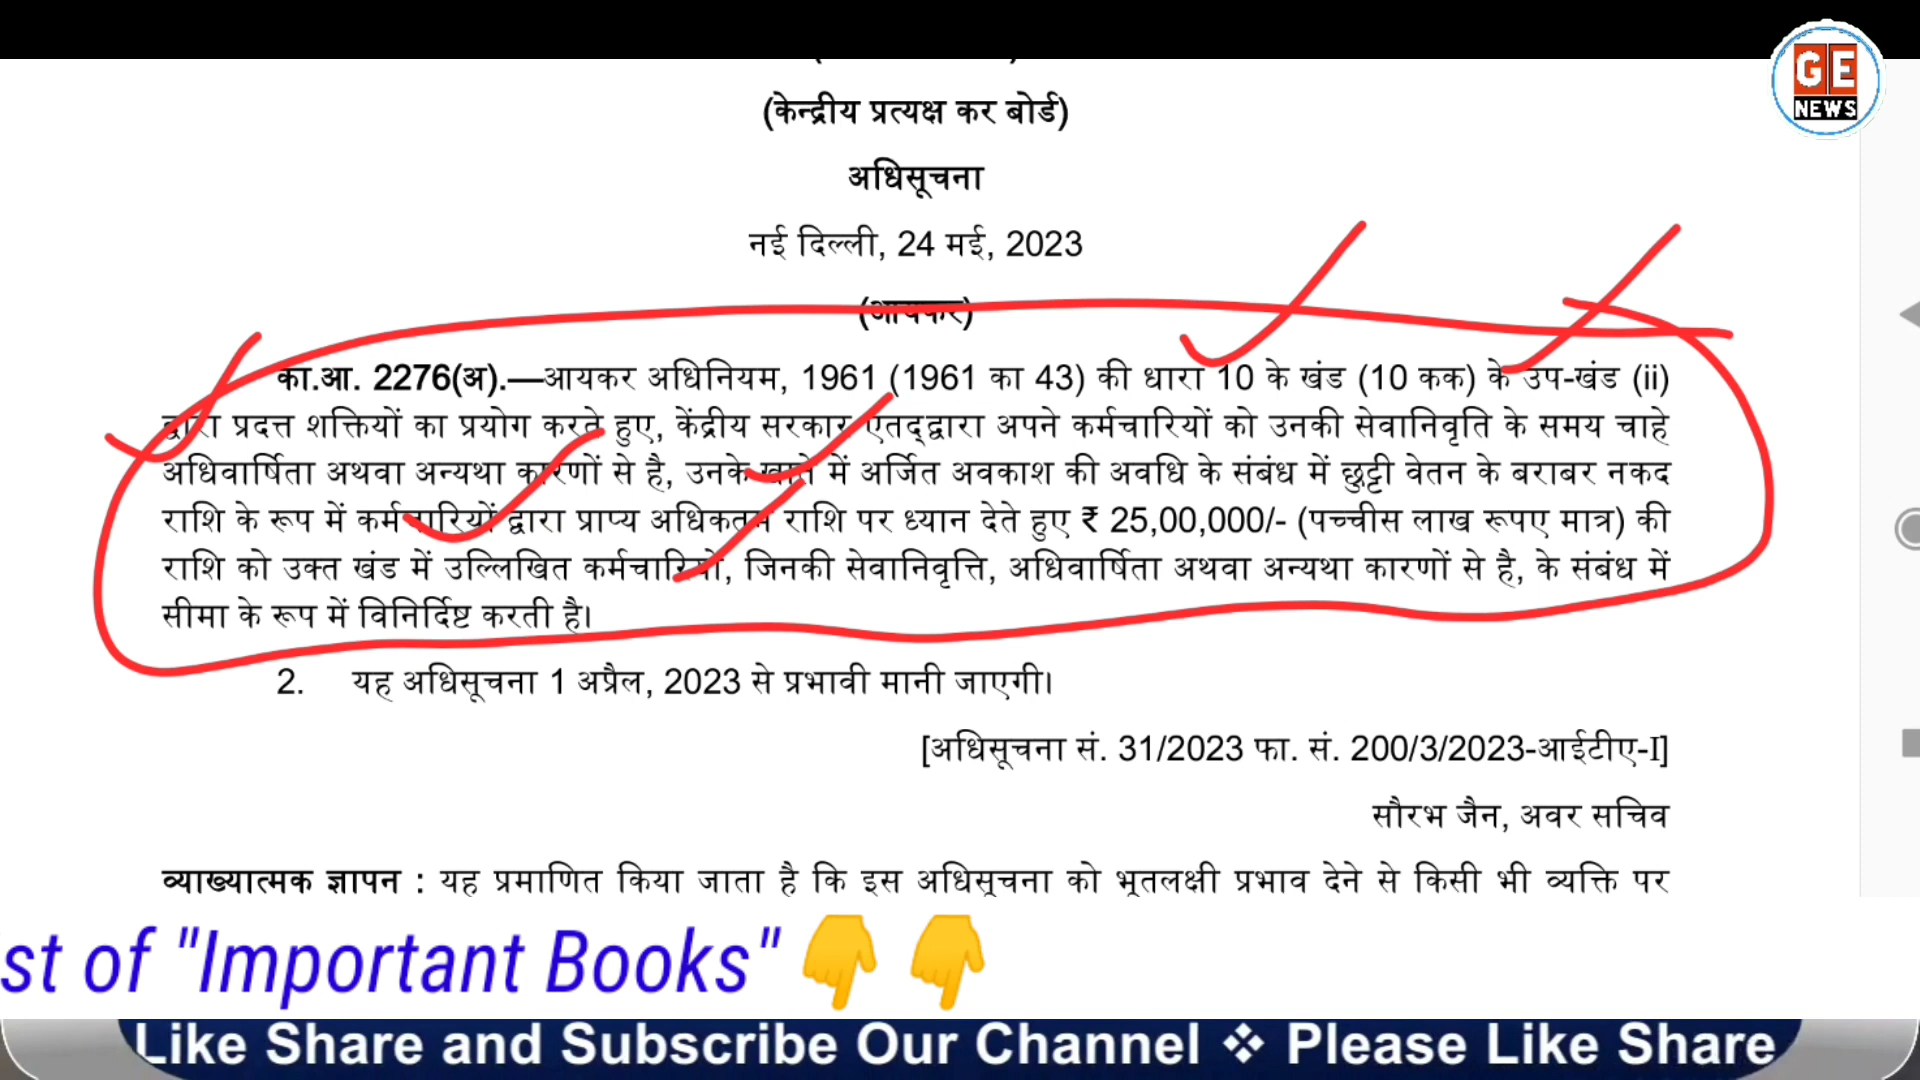 GE
NEWS
(केन्द्रीय प्रत्यक्ष कर बोर्ड)
अधिसूचना
नई दिल्ली, 24 मई, 2023
(आयकर)
का.आ. 2276(अ).—आयकर अधिनियम, 1961 (1961 का 43) की धारा 10 के खंड (10 कक) के उप-खंड (ii)
द्वारा प्रदत्त शक्तियों का प्रयोग करते हुए, केंद्रीय सरकार एतद्द्वारा अपने कर्मचारियों को उनकी सेवानिवृति के समय चाहे
अधिवार्षिता अथवा अन्यथा कारणों से है, उनके खाते में अर्जित अवकाश की अवधि के संबंध में छुट्टी वेतन के बराबर नकद
राशि के रूप में कर्मचारियों द्वारा प्राप्य अधिकतम राशि पर ध्यान देते हुए ₹ 25,00,000/- (पच्चीस लाख रूपए मात्र) की
राशि को उक्त खंड में उल्लिखित कर्मचारियों, जिनकी सेवानिवृत्ति, अधिवार्षिता अथवा अन्यथा कारणों से है, के संबंध में
सीमा के रूप में विनिर्दिष्ट करती है।
2. यह अधिसूचना 1 अप्रैल, 2023 से प्रभावी मानी जाएगी।
[अधिसूचना सं. 31/2023 फा. सं. 200/3/2023-आईटीए-I]
सौरभ जैन, अवर सचिव
व्याख्यात्मक ज्ञापन : यह प्रमाणित किया जाता है कि इस अधिसूचना को भूतलक्षी प्रभाव देने से किसी भी व्यक्ति पर
st of "Important Books" 👇 👇
Like Share and Subscribe Our Channel ❖ Please Like Share